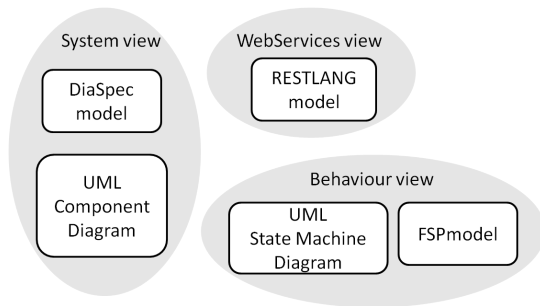 System view
DiaSpec
model
UML
Component
Diagram
WebServices view
RESTLANG
model
Behaviour view
UML
State Machine
Diagram
FSPmodel